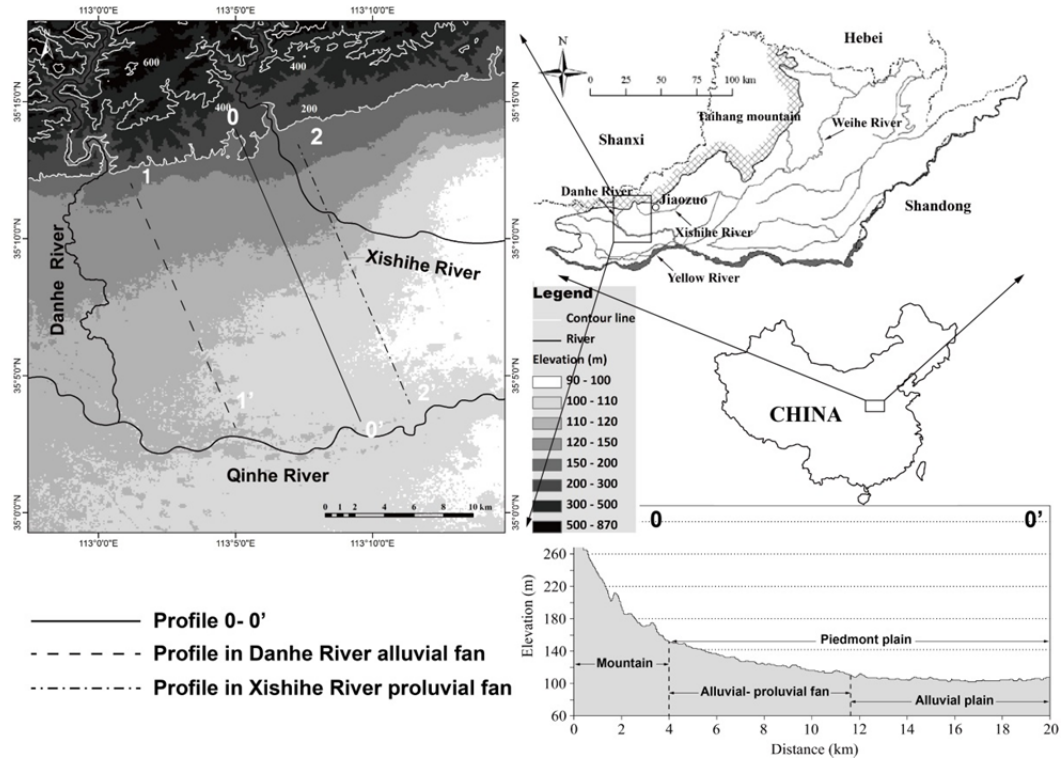 113°0'0"E
113°5'0"E
113°10'0"E
35°15'0"N
35°10'0"N
35°5'0"N
35°0'0"N
600
400
400
200
0
2
1
Danhe River
Xishihe River
1'
2'
0'
Qinhe River
0 1 2 4 6 8 10 km
35°15'0"N
35°10'0"N
35°5'0"N
35°0'0"N
113°0'0"E
113°5'0"E
113°10'0"E
Profile 0- 0'
Profile in Danhe River alluvial fan
Profile in Xishihe River proluvial fan
N
0 25 50 75 100 km
Hebei
Taihang mountain
Weihe River
Shanxi
Danhe River
Jiaozuo
Shandong
Xishihe River
Yellow River
Legend
Contour line
River
Elevation (m)
90 - 100
100 - 110
110 - 120
120 - 150
150 - 200
200 - 300
300 - 500
500 - 870
CHINA
0
0'
Elevation (m)
260
220
180
140
100
60
Piedmont plain
Mountain
Alluvial- proluvial fan
Alluvial plain
0 2 4 6 8 10 12 14 16 18 20
Distance (km)